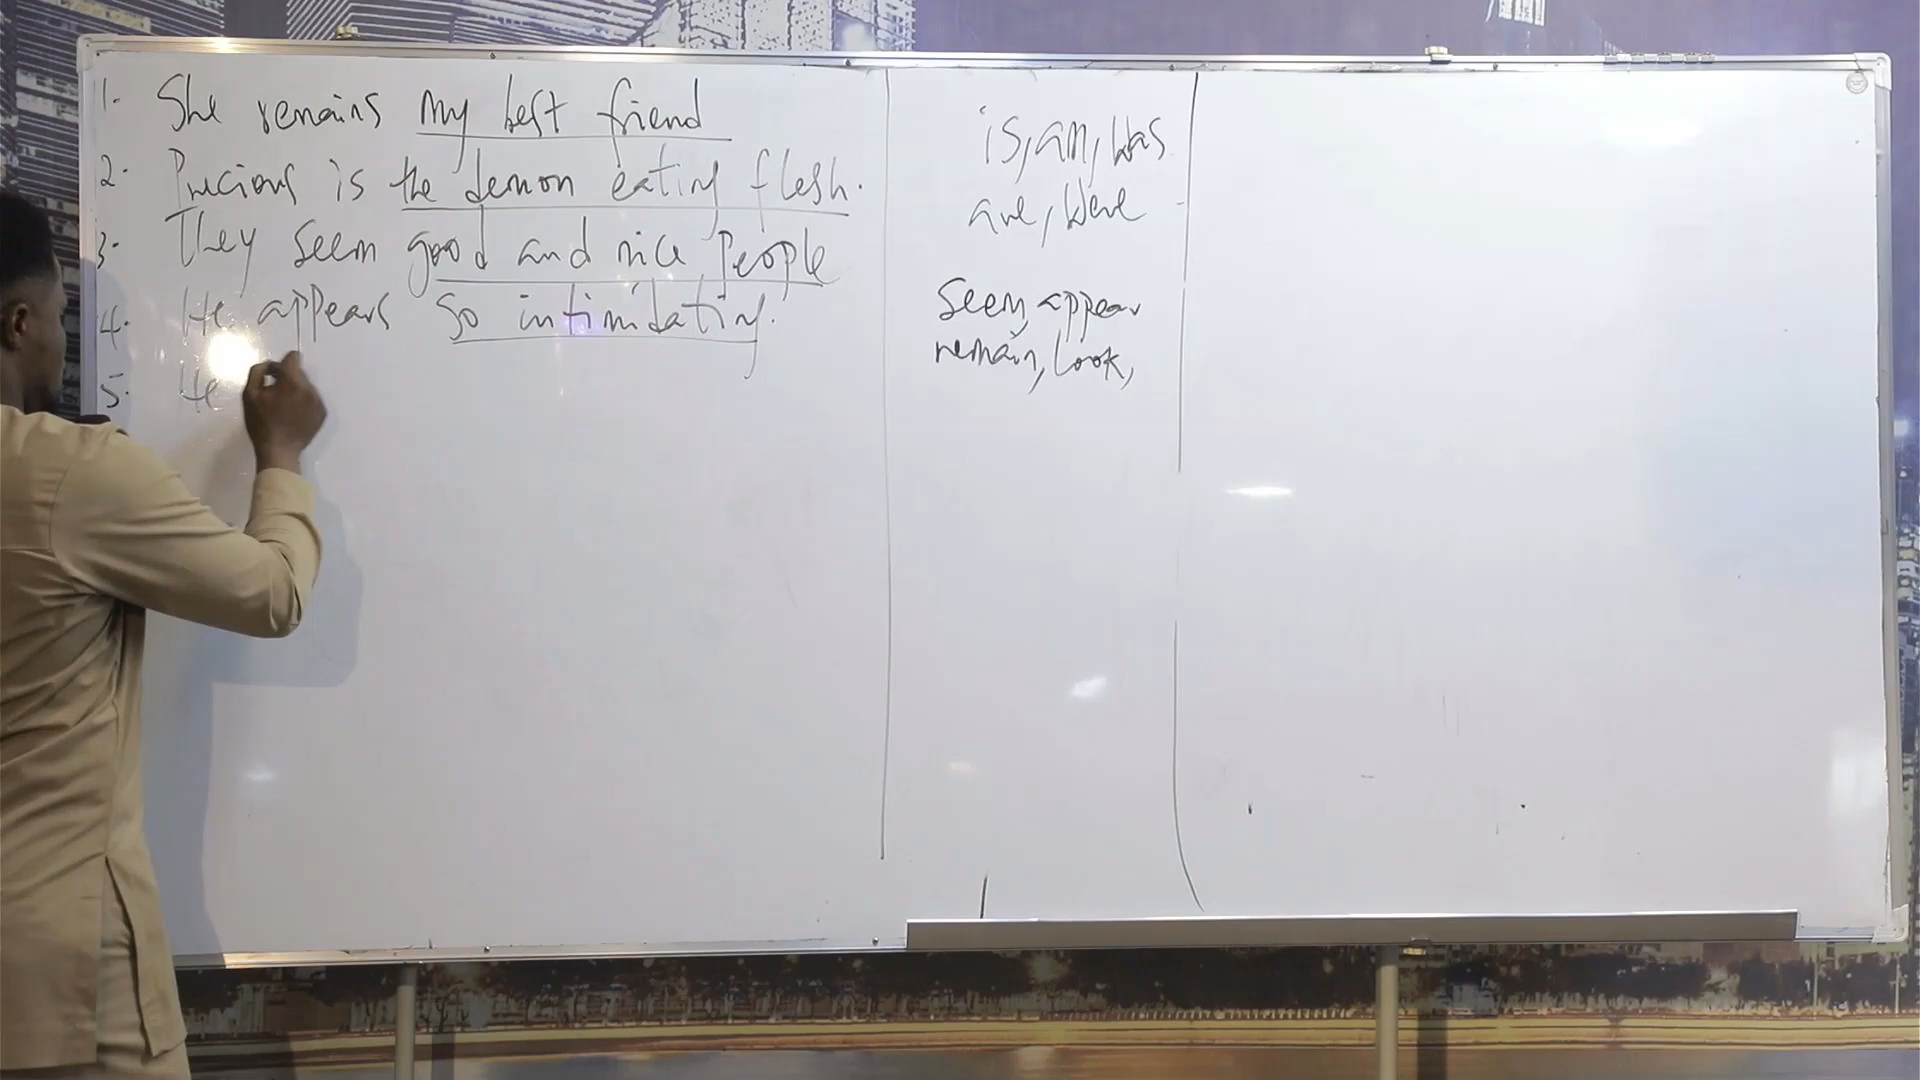 1. She remains my best friend
2. Precious is the demon eating flesh.
3. They seem good and nice people
4. He appears so intimidating.
5. He
is, am, was
are, were
Seem, appear
remain, look,